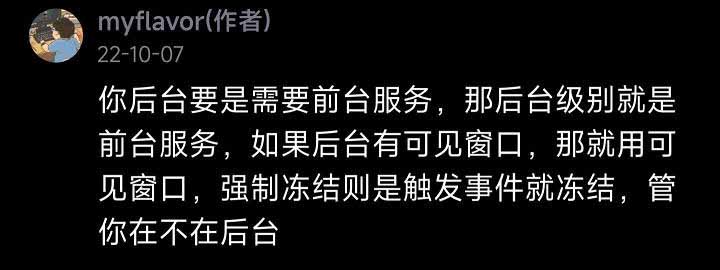 myflavor(作者)
22-10-07
你后台要是需要前台服务，那后台级别就是
前台服务，如果后台有可见窗口，那就用可
见窗口，强制冻结则是触发事件就冻结，管
你在不在后台